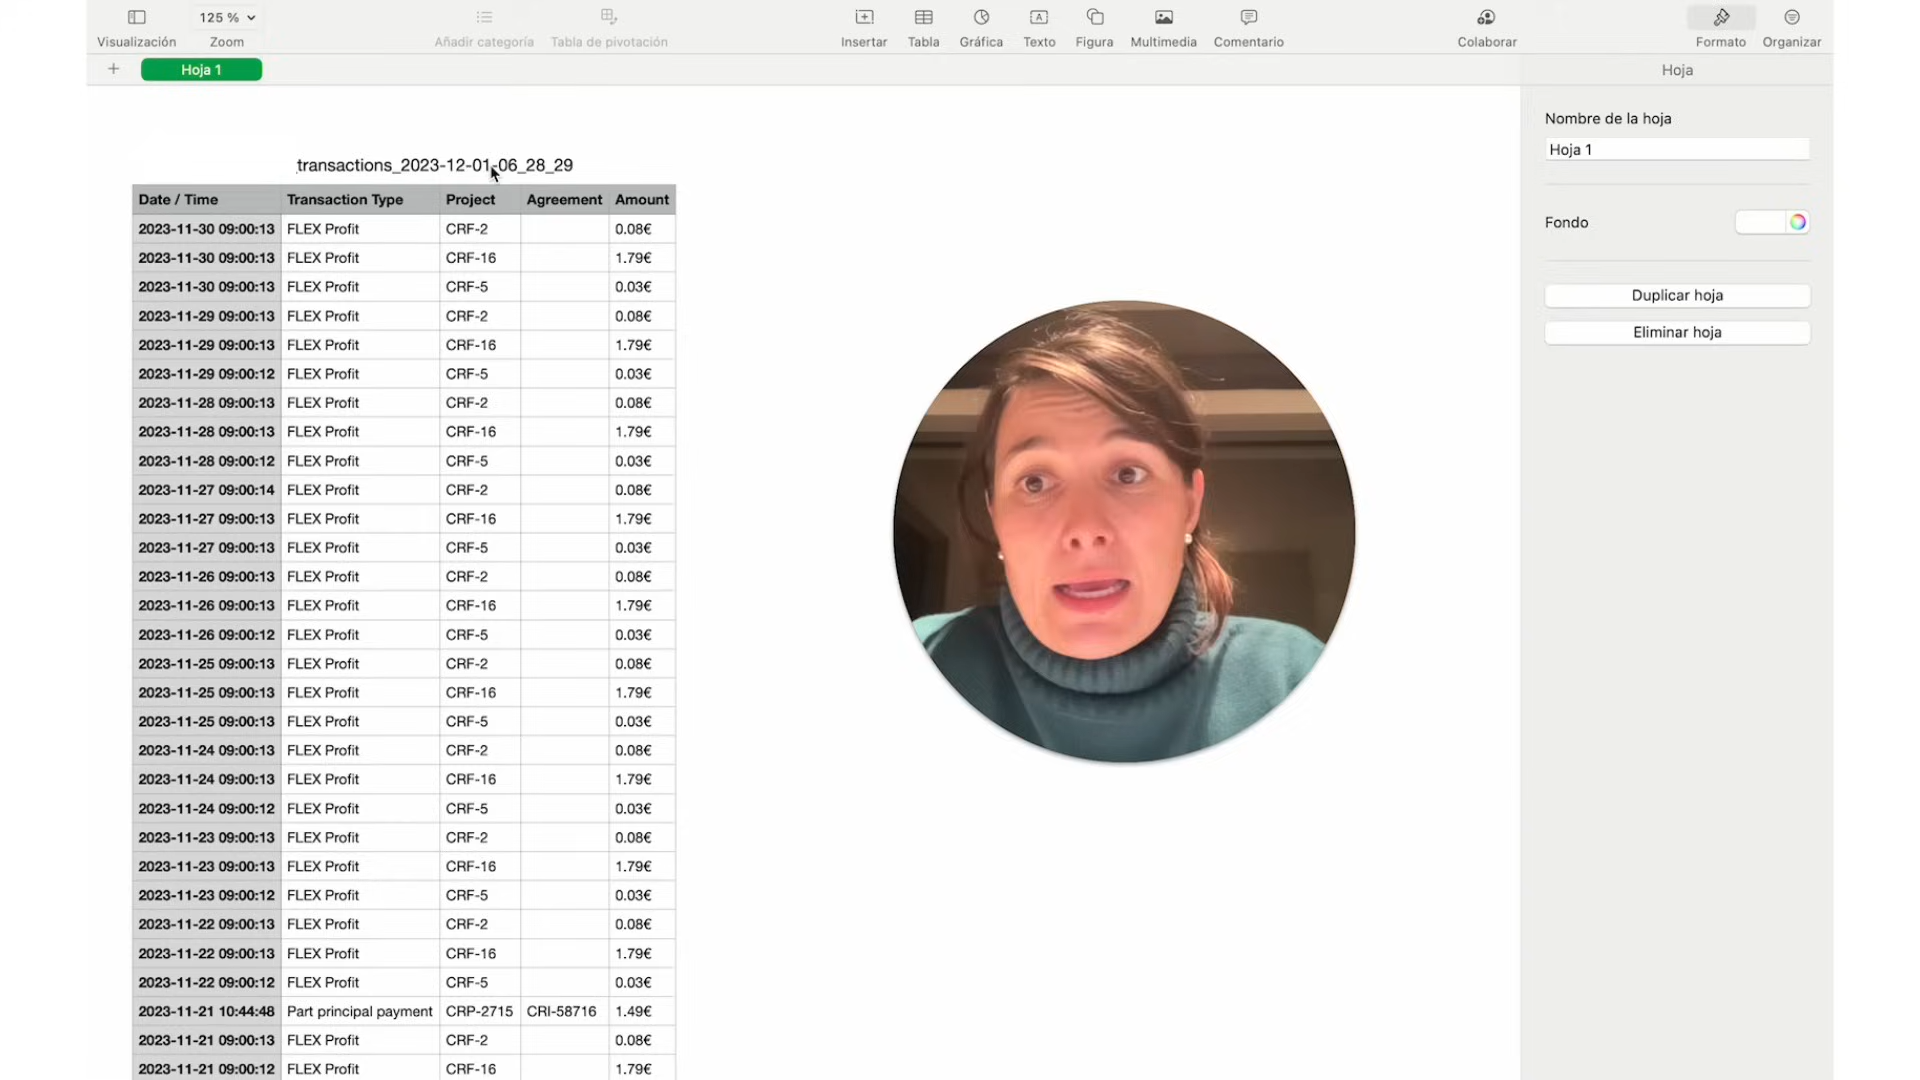 Visualización
125 %
Zoom
Añadir categoría
Tabla de pivotación
Insertar
Tabla
Gráfica
Texto
Figura
Multimedia
Comentario
Colaborar
Formato
Organizar
+ Hoja 1
Hoja
Nombre de la hoja
Hoja 1
Fondo
Duplicar hoja
Eliminar hoja
transactions_2023-12-01-06_28_29
Date / Time Transaction Type Project Agreement Amount
2023-11-30 09:00:13 FLEX Profit CRF-2 0.08€
2023-11-30 09:00:13 FLEX Profit CRF-16 1.79€
2023-11-30 09:00:13 FLEX Profit CRF-5 0.03€
2023-11-29 09:00:13 FLEX Profit CRF-2 0.08€
2023-11-29 09:00:13 FLEX Profit CRF-16 1.79€
2023-11-29 09:00:12 FLEX Profit CRF-5 0.03€
2023-11-28 09:00:13 FLEX Profit CRF-2 0.08€
2023-11-28 09:00:13 FLEX Profit CRF-16 1.79€
2023-11-28 09:00:12 FLEX Profit CRF-5 0.03€
2023-11-27 09:00:14 FLEX Profit CRF-2 0.08€
2023-11-27 09:00:13 FLEX Profit CRF-16 1.79€
2023-11-27 09:00:13 FLEX Profit CRF-5 0.03€
2023-11-26 09:00:13 FLEX Profit CRF-2 0.08€
2023-11-26 09:00:13 FLEX Profit CRF-16 1.79€
2023-11-26 09:00:12 FLEX Profit CRF-5 0.03€
2023-11-25 09:00:13 FLEX Profit CRF-2 0.08€
2023-11-25 09:00:13 FLEX Profit CRF-16 1.79€
2023-11-25 09:00:13 FLEX Profit CRF-5 0.03€
2023-11-24 09:00:13 FLEX Profit CRF-2 0.08€
2023-11-24 09:00:13 FLEX Profit CRF-16 1.79€
2023-11-24 09:00:12 FLEX Profit CRF-5 0.03€
2023-11-23 09:00:13 FLEX Profit CRF-2 0.08€
2023-11-23 09:00:13 FLEX Profit CRF-16 1.79€
2023-11-23 09:00:12 FLEX Profit CRF-5 0.03€
2023-11-22 09:00:13 FLEX Profit CRF-2 0.08€
2023-11-22 09:00:13 FLEX Profit CRF-16 1.79€
2023-11-22 09:00:12 FLEX Profit CRF-5 0.03€
2023-11-21 10:44:48 Part principal payment CRP-2715 CRI-58716 1.49€
2023-11-21 09:00:13 FLEX Profit CRF-2 0.08€
2023-11-21 09:00:12 FLEX Profit CRF-16 1.79€